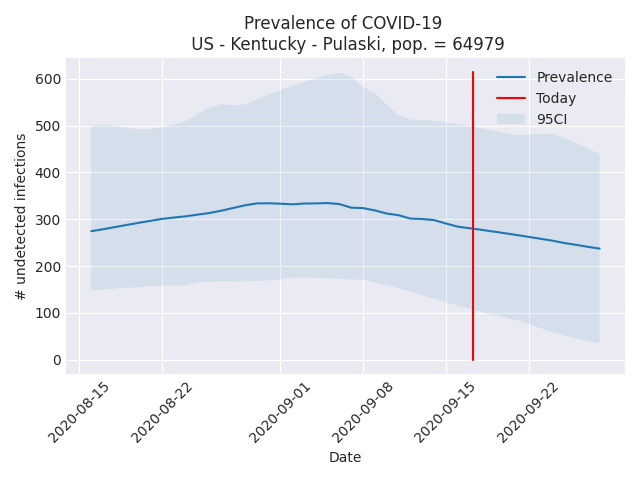 Prevalence of COVID-19
US - Kentucky - Pulaski, pop. = 64979
Prevalence
Today
95CI
600
500
400
300
200
100
0
# undetected infections
2020-08-15
2020-08-22
2020-09-01
2020-09-08
2020-09-15
2020-09-22
Date